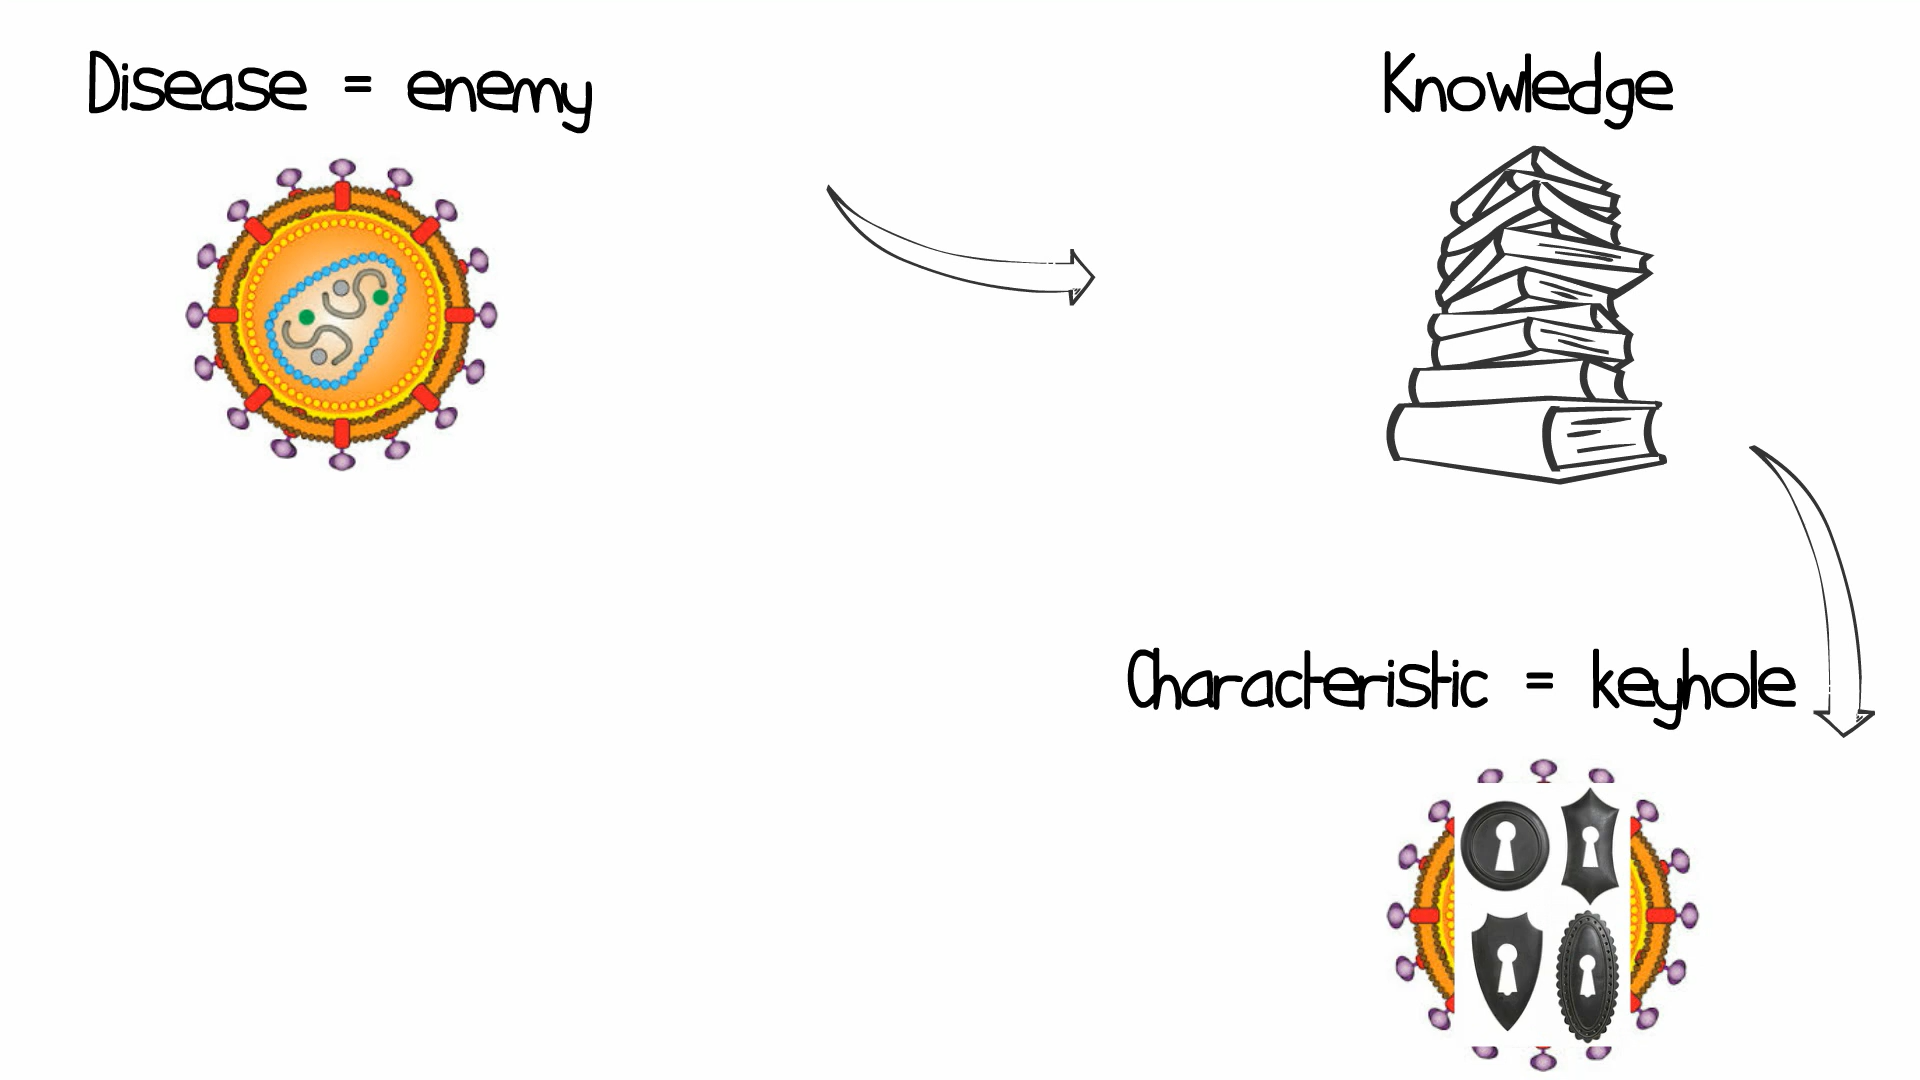 Disease = enemy
Knowledge
Characteristic = keyhole